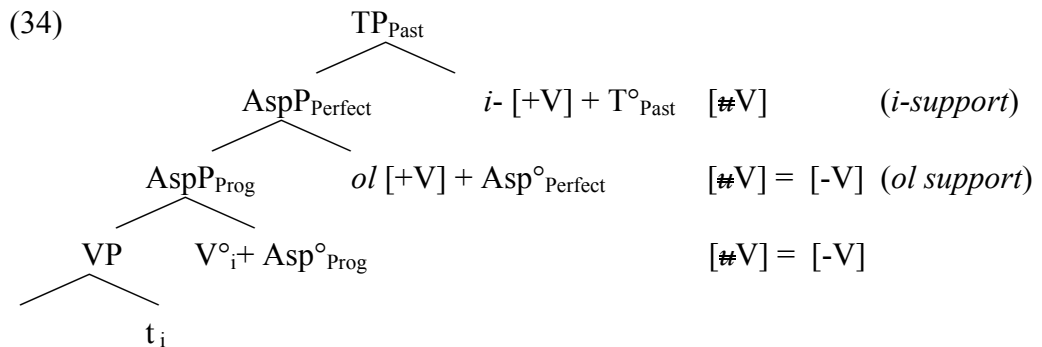 (34) TP_Past
AspP_Perfect i- [+V] + T°_Past [u̶V] (i-support)
AspP_Prog ol [+V] + Asp°_Perfect [u̶V] = [-V] (ol support)
VP V°_i+ Asp°_Prog [u̶V] = [-V]
t_i